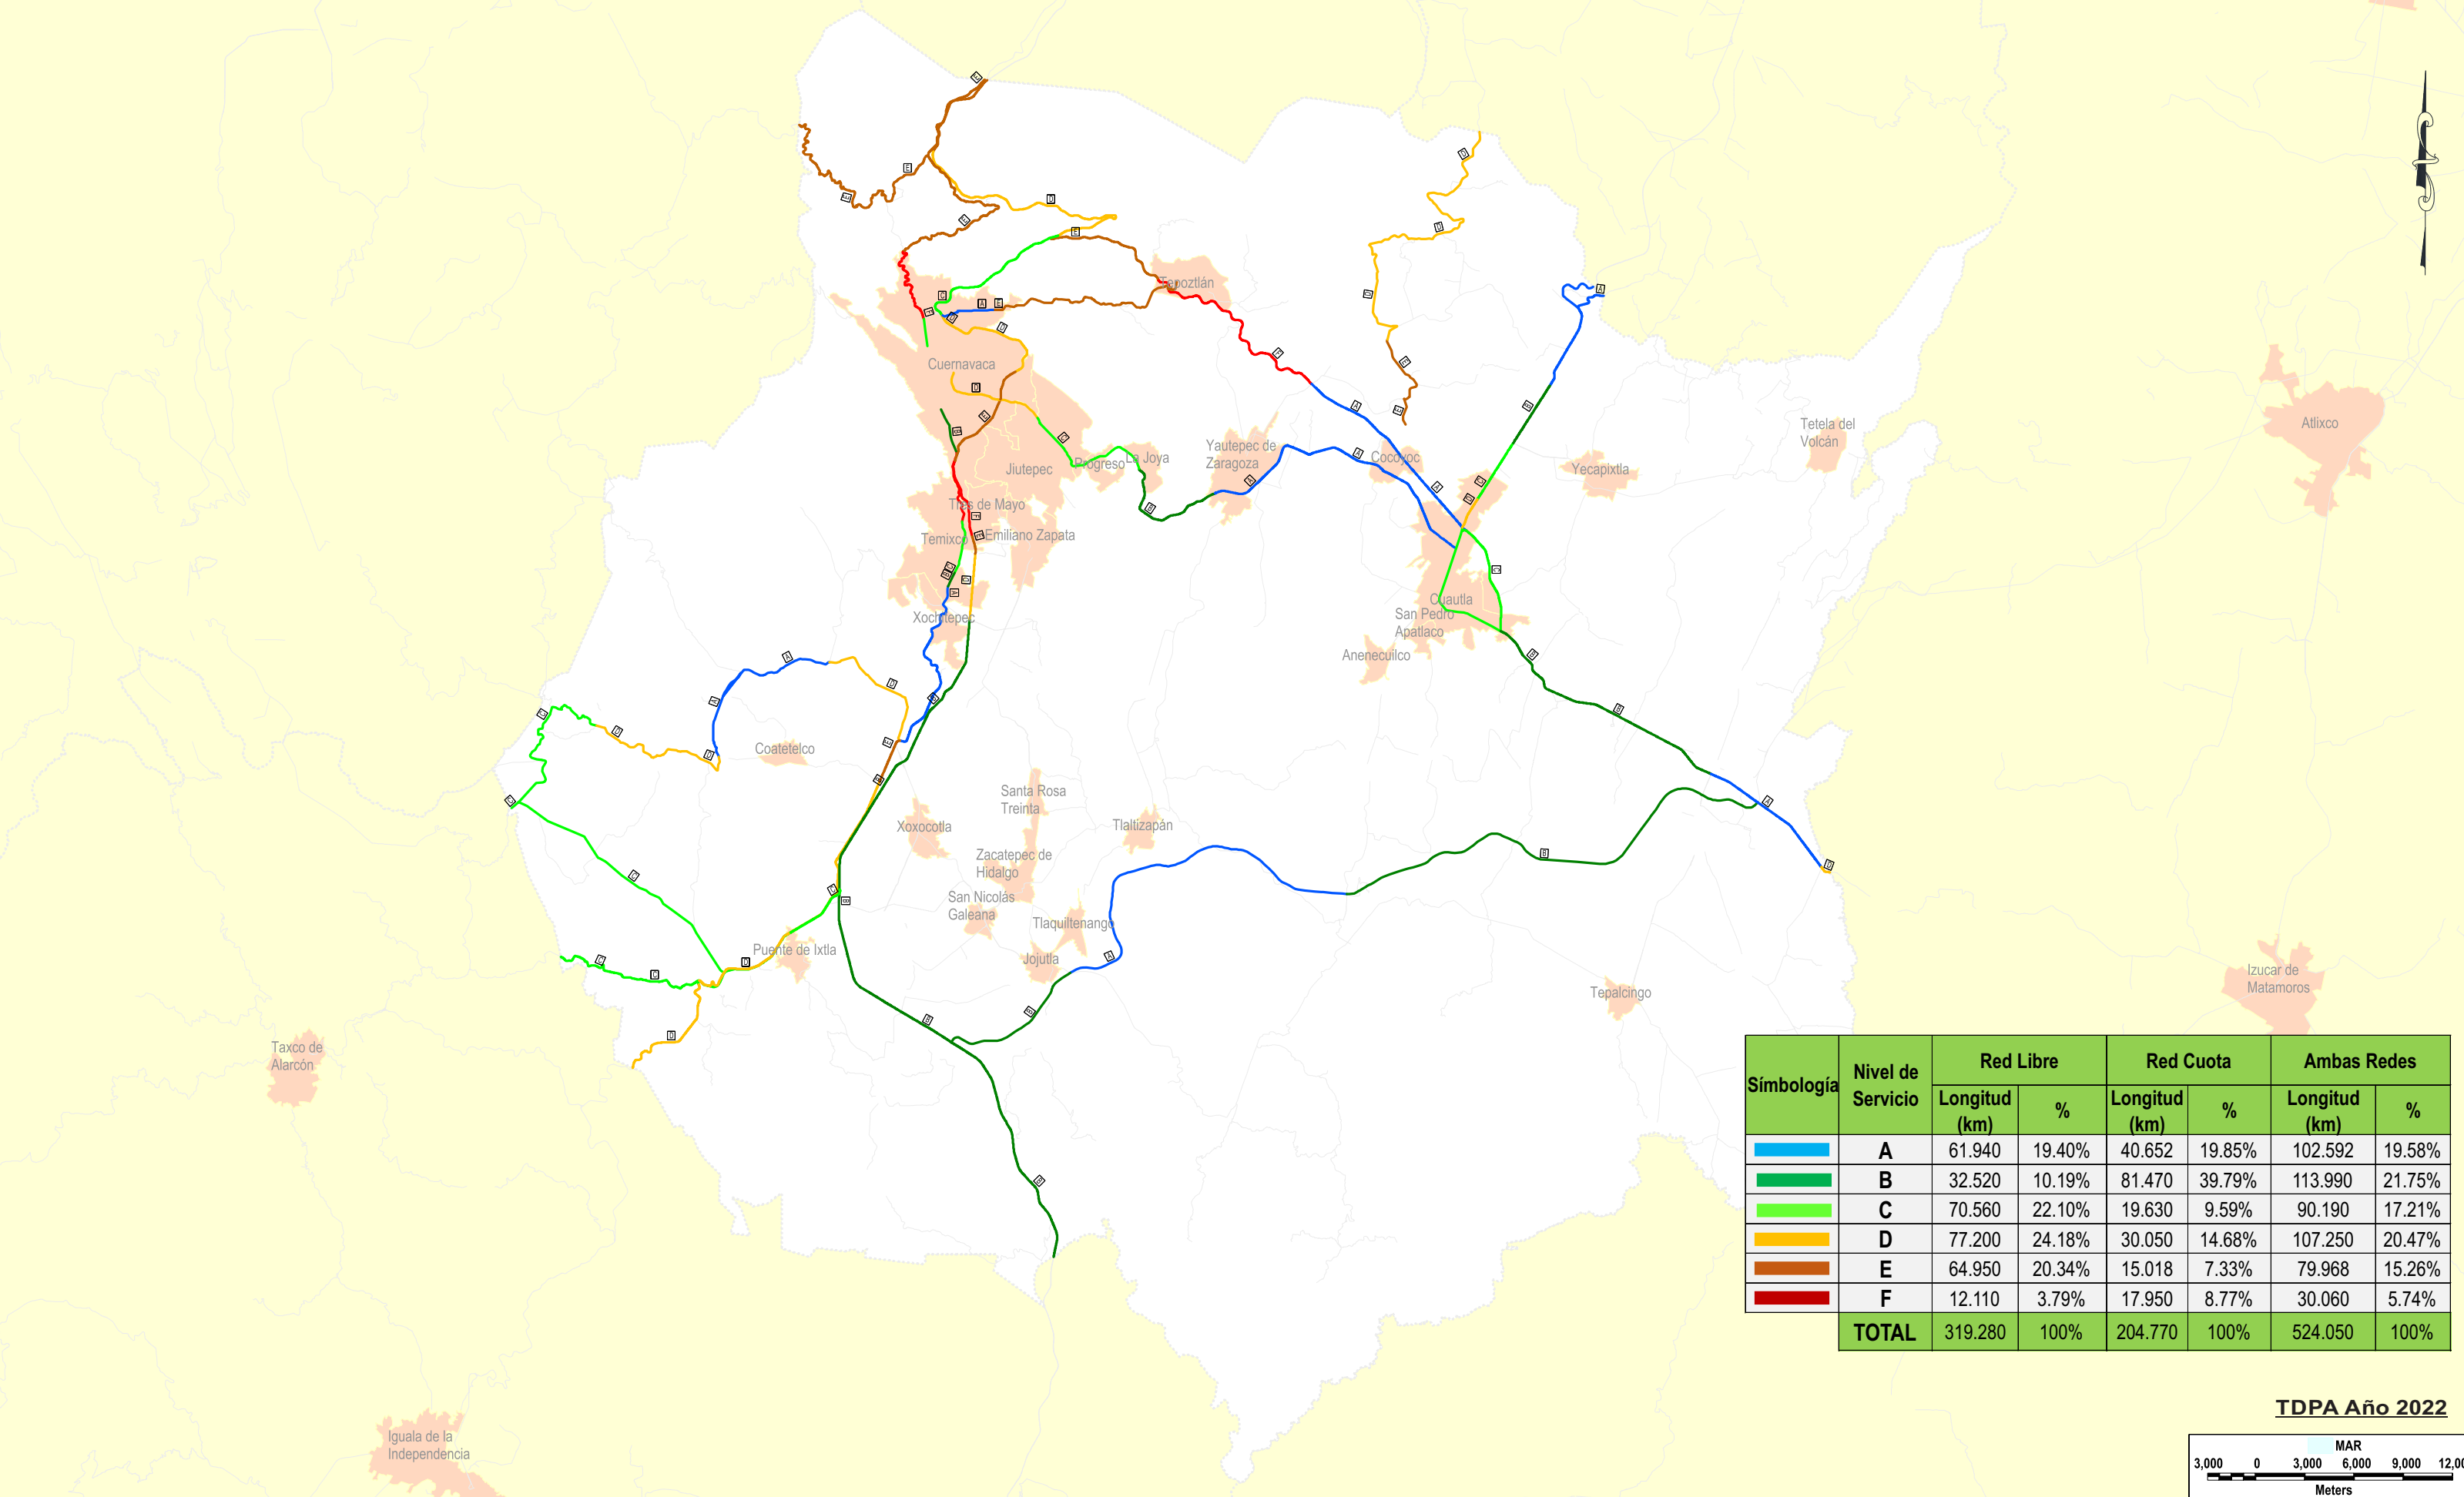 Tepoztlán
Cuernavaca
Tetela del
Volcán
Atlixco
Yautepec de
Zaragoza
Cocoyoc
Yecapixtla
Jiutepec
Progreso
La Joya
Tres de Mayo
Temixco
Emiliano Zapata
Xochitepec
Cuautla
San Pedro
Apatlaco
Anenecuilco
Coatetelco
Santa Rosa
Treinta
Xoxocotla
Tlaltizapán
Zacatepec de
Hidalgo
San Nicolás
Galeana
Tlaquiltenango
Puente de Ixtla
Jojutla
Tepalcingo
Izucar de
Matamoros
Taxco de
Alarcón
Iguala de la
Independencia
Símbología Nivel de Servicio Red Libre Red Cuota Ambas Redes
Longitud (km) % Longitud (km) % Longitud (km) %
A 61.940 19.40% 40.652 19.85% 102.592 19.58%
B 32.520 10.19% 81.470 39.79% 113.990 21.75%
C 70.560 22.10% 19.630 9.59% 90.190 17.21%
D 77.200 24.18% 30.050 14.68% 107.250 20.47%
E 64.950 20.34% 15.018 7.33% 79.968 15.26%
F 12.110 3.79% 17.950 8.77% 30.060 5.74%
TOTAL 319.280 100% 204.770 100% 524.050 100%
TDPA Año 2022
MAR
3,000 0 3,000 6,000 9,000
Meters